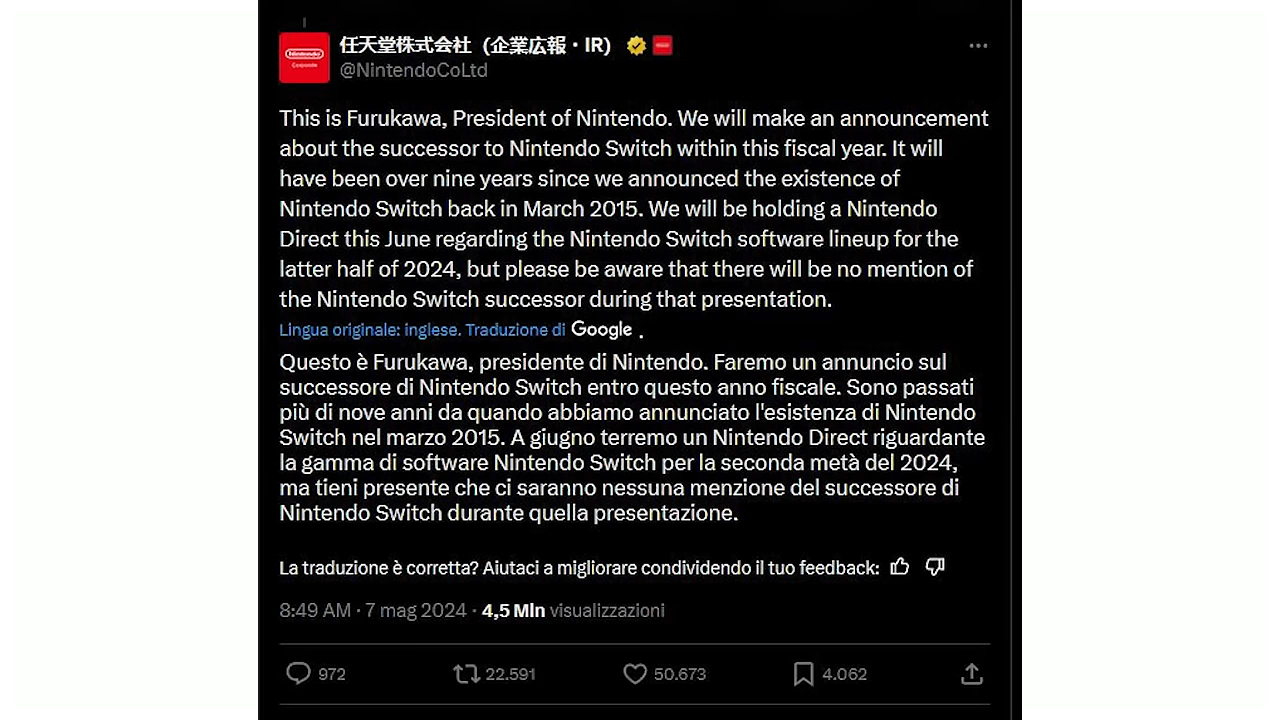 任天堂株式会社（企業広報・IR）
Nintendo
Corporate
@NintendoCoLtd
This is Furukawa, President of Nintendo. We will make an announcement
about the successor to Nintendo Switch within this fiscal year. It will
have been over nine years since we announced the existence of
Nintendo Switch back in March 2015. We will be holding a Nintendo
Direct this June regarding the Nintendo Switch software lineup for the
latter half of 2024, but please be aware that there will be no mention of
the Nintendo Switch successor during that presentation.
Lingua originale: inglese. Traduzione di Google .
Questo è Furukawa, presidente di Nintendo. Faremo un annuncio sul
successore di Nintendo Switch entro questo anno fiscale. Sono passati
più di nove anni da quando abbiamo annunciato l'esistenza di Nintendo
Switch nel marzo 2015. A giugno terremo un Nintendo Direct riguardante
la gamma di software Nintendo Switch per la seconda metà del 2024,
ma tieni presente che ci saranno nessuna menzione del successore di
Nintendo Switch durante quella presentazione.
La traduzione è corretta? Aiutaci a migliorare condividendo il tuo feedback:
8:49 AM · 7 mag 2024 · 4,5 Mln visualizzazioni
972 22.591 50.673 4.062